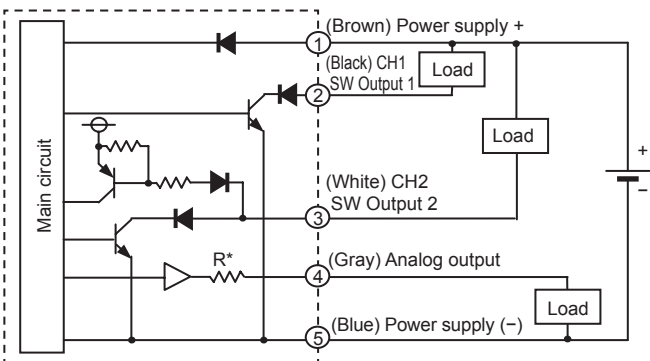 (Brown) Power supply +
1
(Black) CH1
SW Output 1
Load
2
Load
+
−
Main circuit
(White) CH2
SW Output 2
3
R*
(Gray) Analog output
4
Load
5
(Blue) Power supply (−)